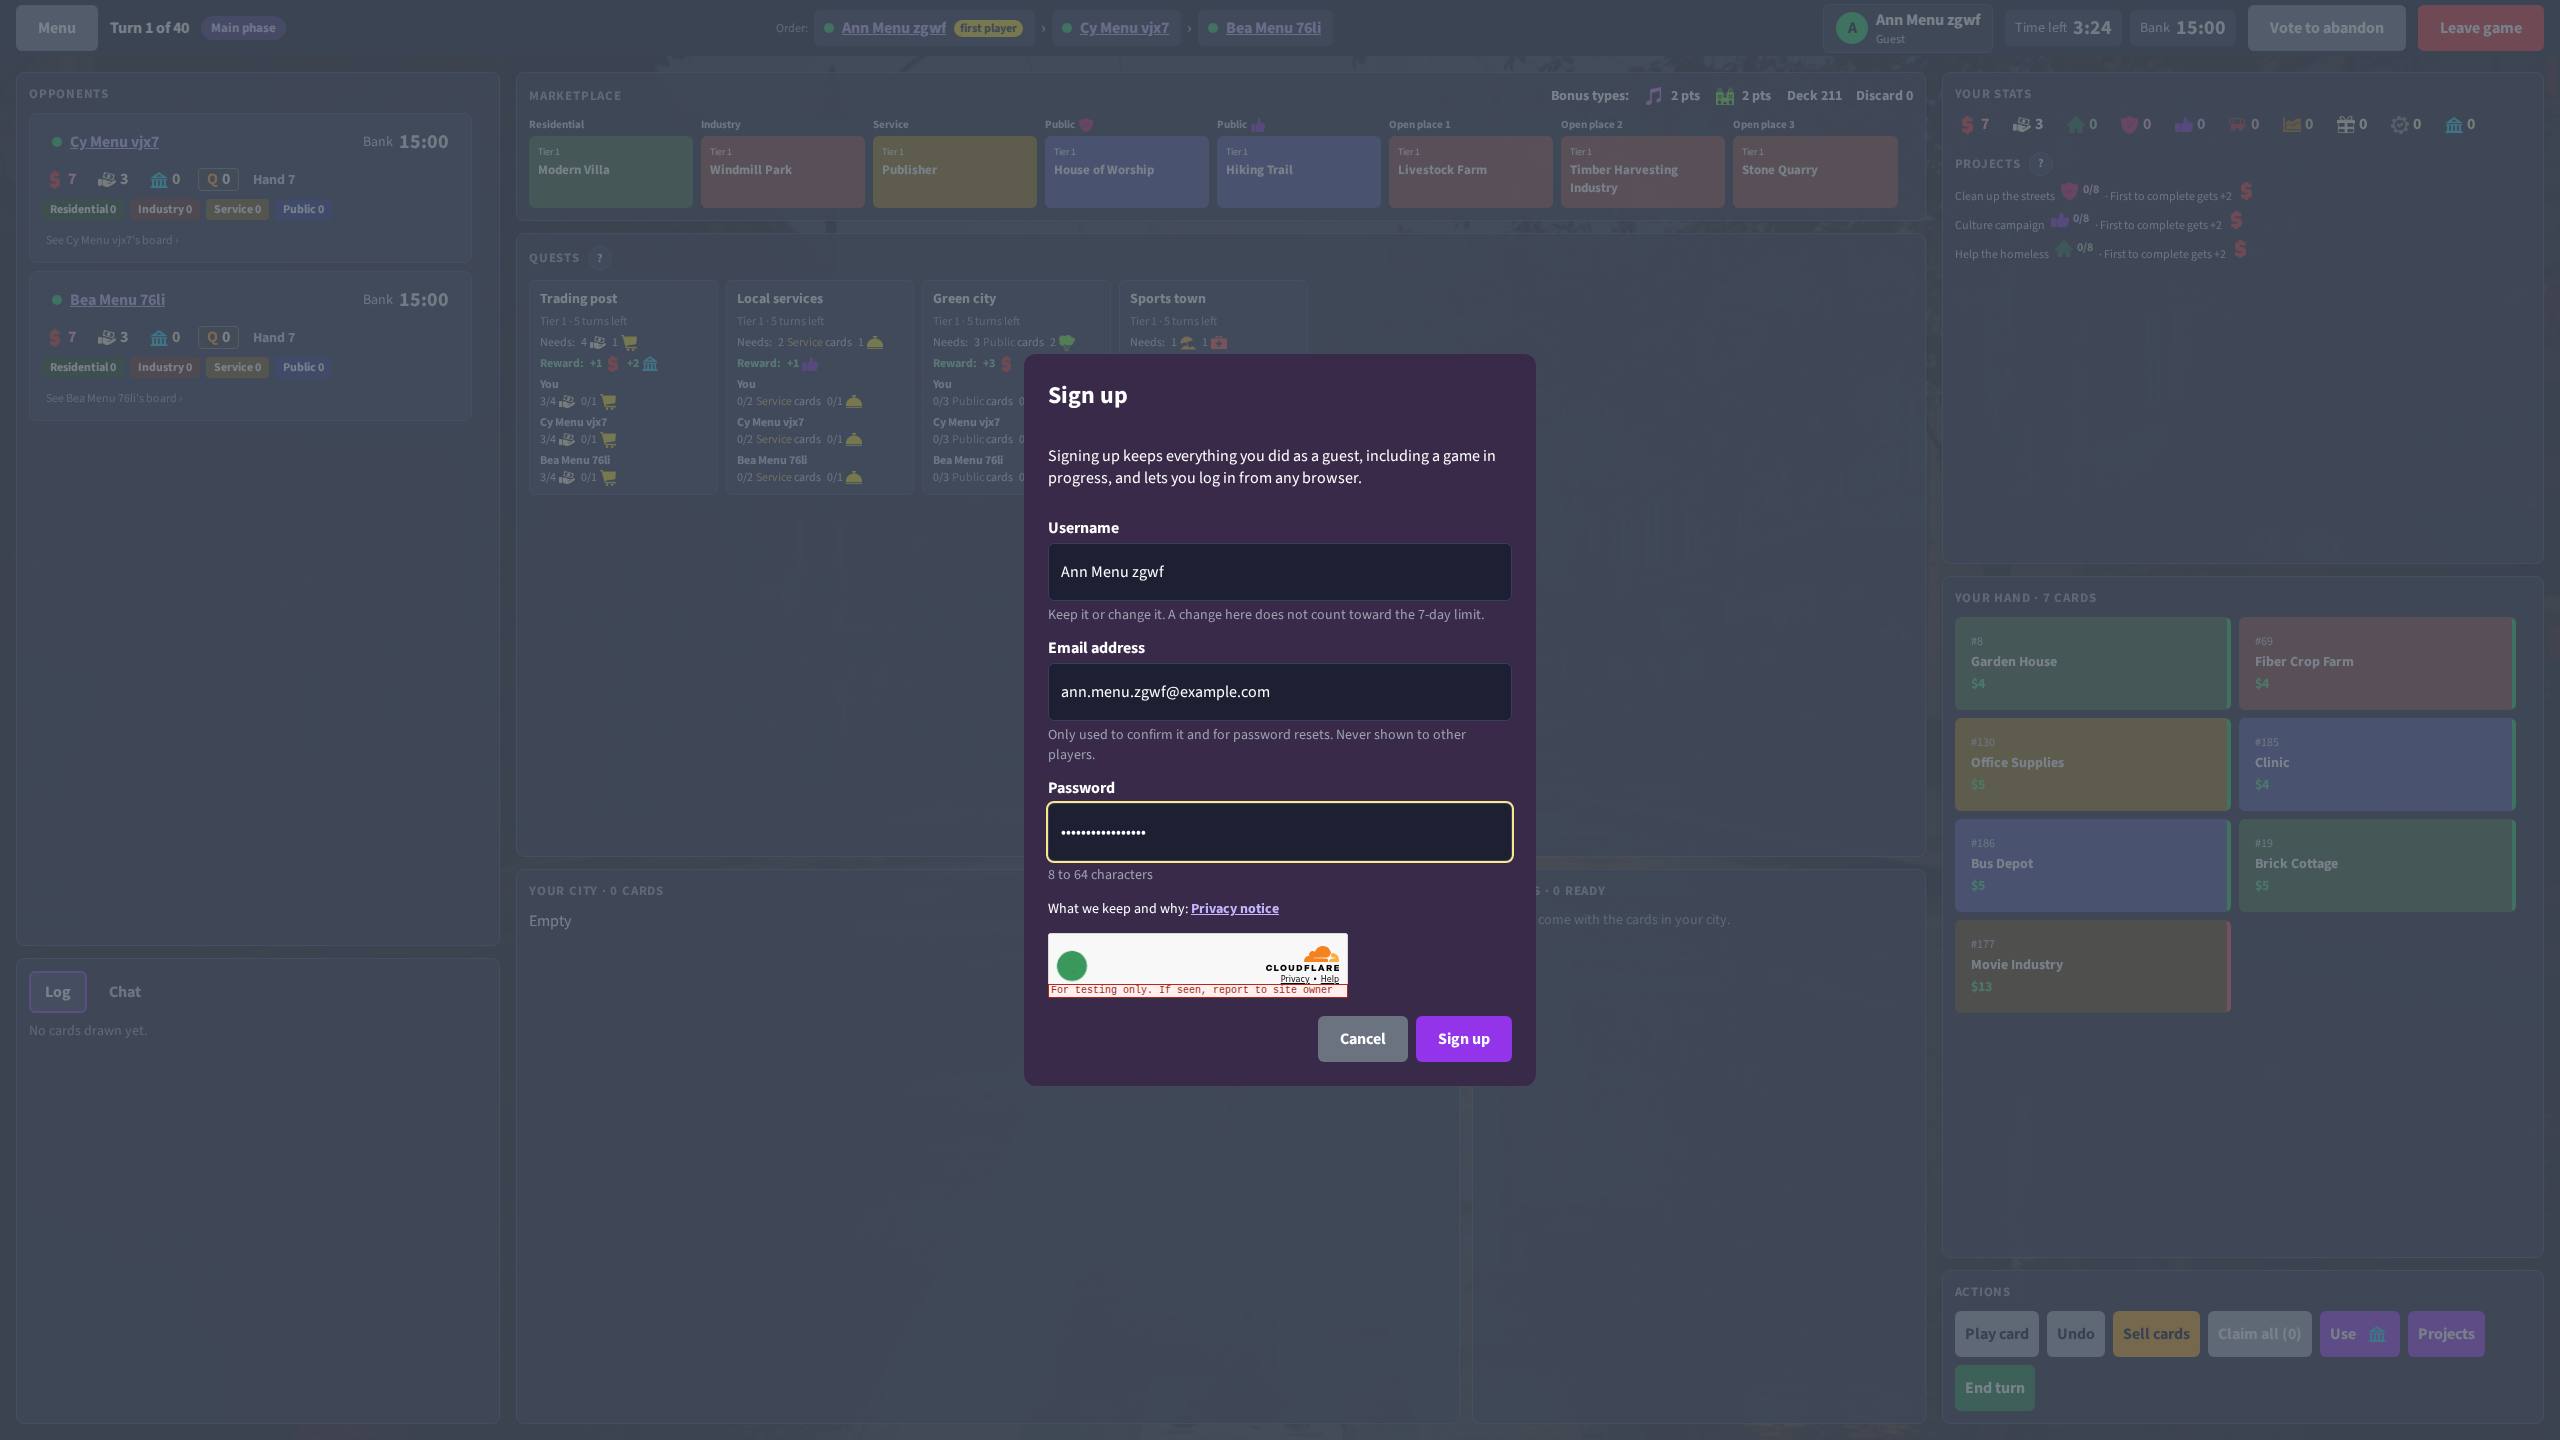 Menu
Turn 1 of 40
Main phase
Order:
Ann Menu zgwf
first player
›
Cy Menu vjx7
›
Bea Menu 76li
A
Ann Menu zgwf
Guest
Time left 3:24
Bank 15:00
Vote to abandon
Leave game
OPPONENTS
Cy Menu vjx7
Bank 15:00
7 3 0 Q 0 Hand 7
Residential 0 Industry 0 Service 0 Public 0
See Cy Menu vjx7's board ›
Bea Menu 76li
Bank 15:00
7 3 0 Q 0 Hand 7
Residential 0 Industry 0 Service 0 Public 0
See Bea Menu 76li's board ›
Log
Chat
No cards drawn yet.
MARKETPLACE
Bonus types: 2 pts 2 pts Deck 211 Discard 0
Residential
Tier 1
Modern Villa
Industry
Tier 1
Windmill Park
Service
Tier 1
Publisher
Public
Tier 1
House of Worship
Public
Tier 1
Hiking Trail
Open place 1
Tier 1
Livestock Farm
Open place 2
Tier 1
Timber Harvesting
Industry
Open place 3
Tier 1
Stone Quarry
QUESTS ?
Trading post
Tier 1 · 5 turns left
Needs: 4 1
Reward: +1 +2
You
3/4 0/1
Cy Menu vjx7
3/4 0/1
Bea Menu 76li
3/4 0/1
Local services
Tier 1 · 5 turns left
Needs: 2 Service cards 1
Reward: +1
You
0/2 Service cards 0/1
Cy Menu vjx7
0/2 Service cards 0/1
Bea Menu 76li
0/2 Service cards 0/1
Green city
Tier 1 · 5 turns left
Needs: 3 Public cards 2
Reward: +3
You
0/3 Public cards 0
Cy Menu vjx7
0/3 Public cards 0
Bea Menu 76li
0/3 Public cards 0
Sports town
Tier 1 · 5 turns left
Needs: 1 1
Sign up
Signing up keeps everything you did as a guest, including a game in
progress, and lets you log in from any browser.
Username
Ann Menu zgwf
Keep it or change it. A change here does not count toward the 7-day limit.
Email address
ann.menu.zgwf@example.com
Only used to confirm it and for password resets. Never shown to other
players.
Password
•••••••••••••••••
8 to 64 characters
What we keep and why: Privacy notice
CLOUDFLARE
Privacy • Help
For testing only. If seen, report to site owner
Cancel
Sign up
YOUR CITY · 0 CARDS
Empty
S · 0 READY
come with the cards in your city.
YOUR STATS
7 3 0 0 0 0 0 0 0 0
PROJECTS ?
Clean up the streets 0/8 · First to complete gets +2
Culture campaign 0/8 · First to complete gets +2
Help the homeless 0/8 · First to complete gets +2
YOUR HAND · 7 CARDS
#8
Garden House
$4
#69
Fiber Crop Farm
$4
#130
Office Supplies
$5
#185
Clinic
$4
#186
Bus Depot
$5
#19
Brick Cottage
$5
#177
Movie Industry
$13
ACTIONS
Play card
Undo
Sell cards
Claim all (0)
Use
Projects
End turn